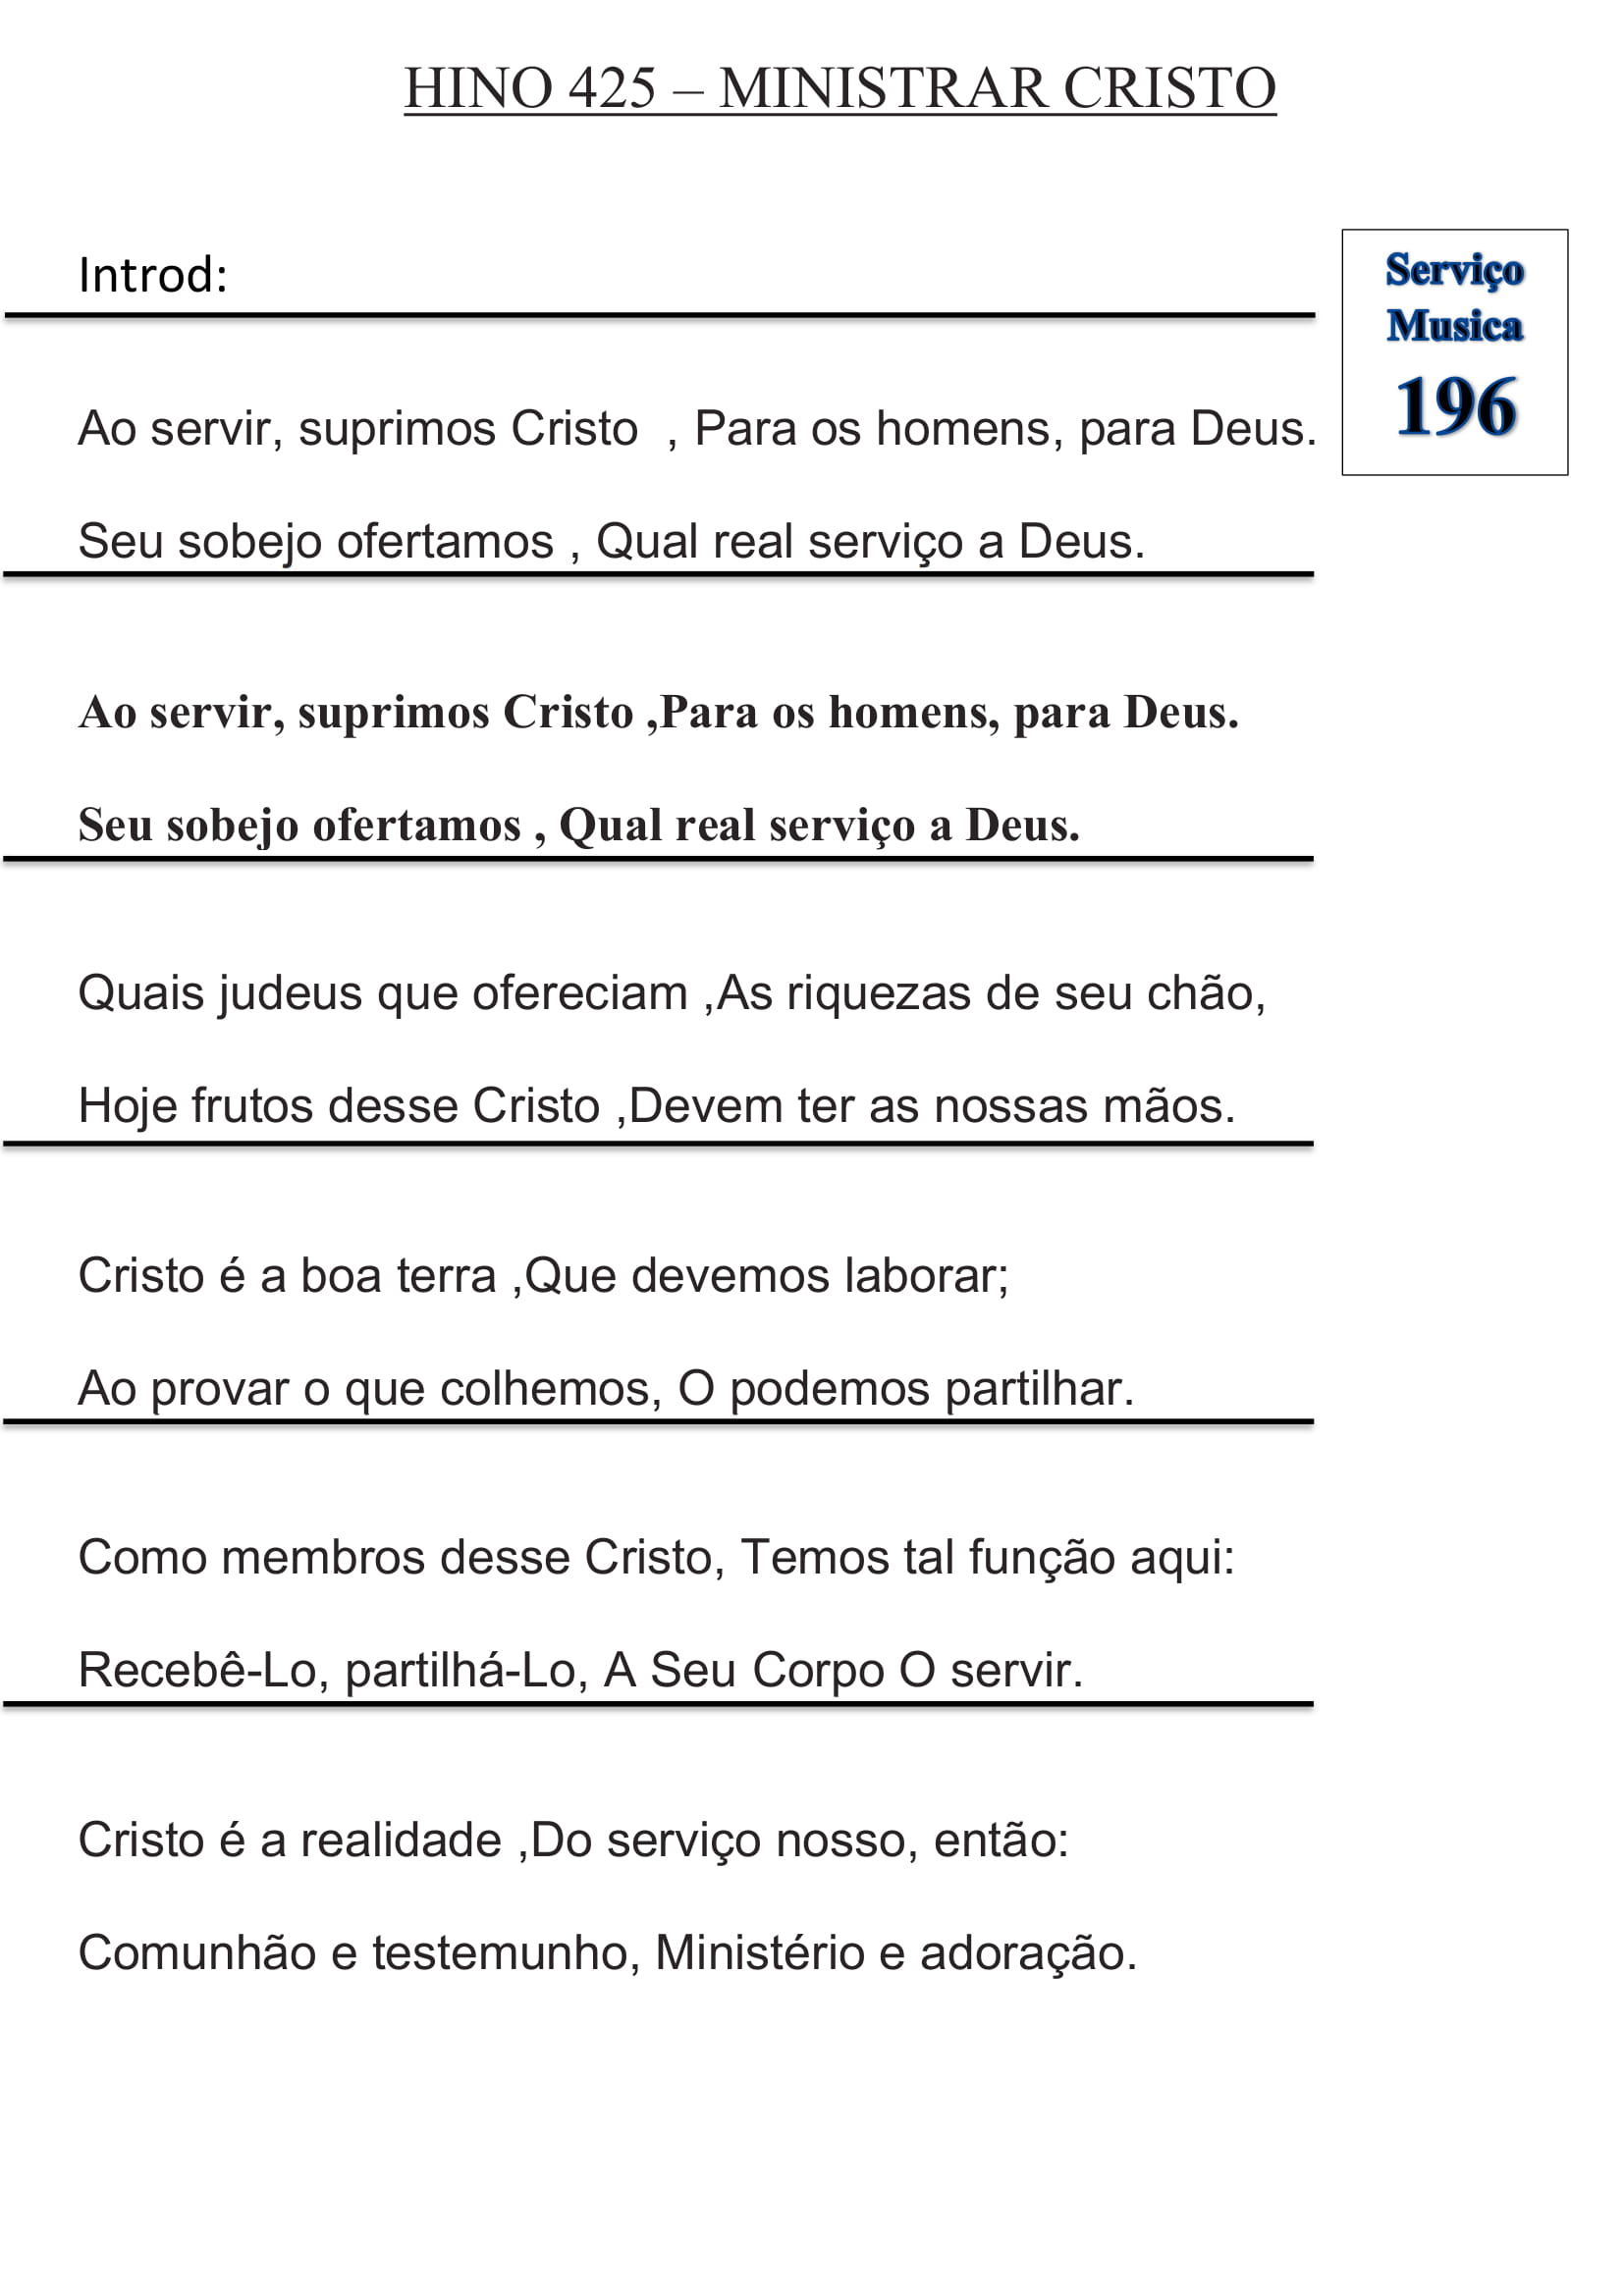 HINO 425 – MINISTRAR CRISTO
Introd:
Serviço
Musica
196
Ao servir, suprimos Cristo , Para os homens, para Deus.
Seu sobejo ofertamos , Qual real serviço a Deus.
Ao servir, suprimos Cristo ,Para os homens, para Deus.
Seu sobejo ofertamos , Qual real serviço a Deus.
Quais judeus que ofereciam ,As riquezas de seu chão,
Hoje frutos desse Cristo ,Devem ter as nossas mãos.
Cristo é a boa terra ,Que devemos laborar;
Ao provar o que colhemos, O podemos partilhar.
Como membros desse Cristo, Temos tal função aqui:
Recebê-Lo, partilhá-Lo, A Seu Corpo O servir.
Cristo é a realidade ,Do serviço nosso, então:
Comunhão e testemunho, Ministério e adoração.